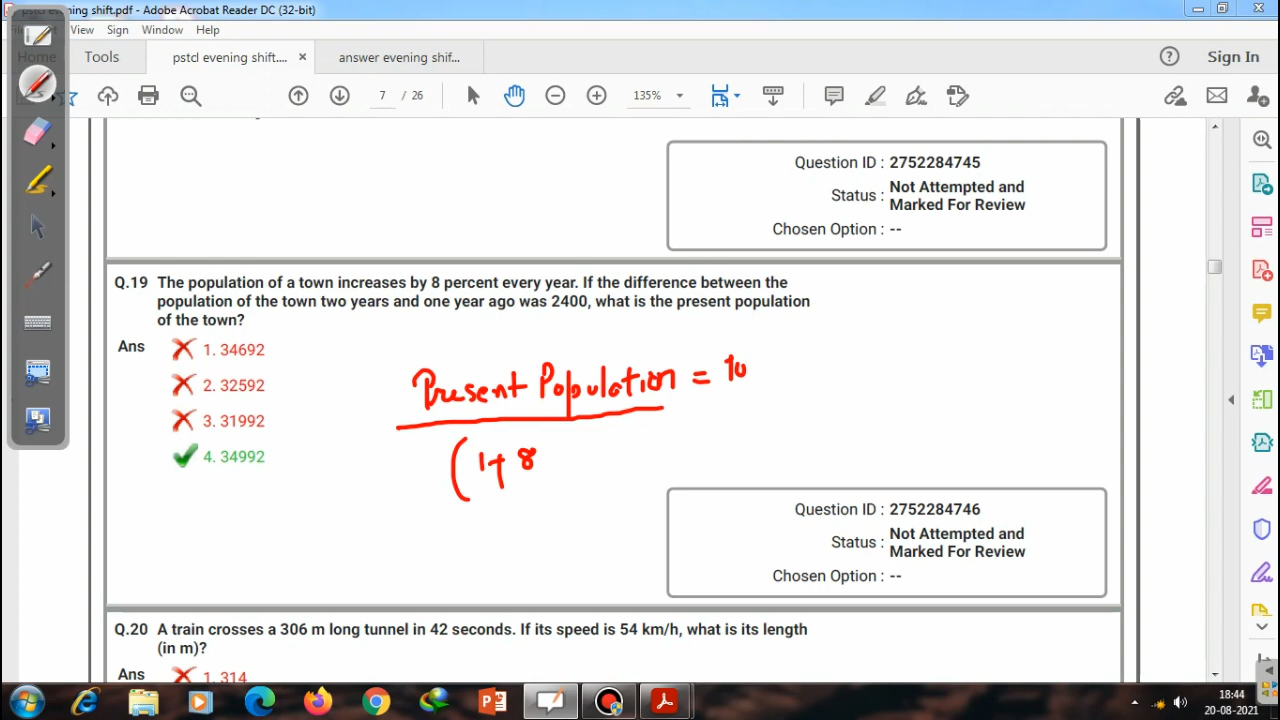 pstcl evening shift.pdf - Adobe Acrobat Reader DC (32-bit)
View Sign Window Help
Home Tools pstcl evening shift.... × answer evening shif... Sign In
7 / 26 135%
Question ID : 2752284745
Status : Not Attempted and
Marked For Review
Chosen Option : --
Q.19 The population of a town increases by 8 percent every year. If the difference between the
population of the town two years and one year ago was 2400, what is the present population
of the town?
Ans 1. 34692
2. 32592
3. 31992
4. 34992
Present Population = 10
(1+ 8
Question ID : 2752284746
Status : Not Attempted and
Marked For Review
Chosen Option : --
Q.20 A train crosses a 306 m long tunnel in 42 seconds. If its speed is 54 km/h, what is its length
(in m)?
Ans 1. 314
18:44
20-08-2021